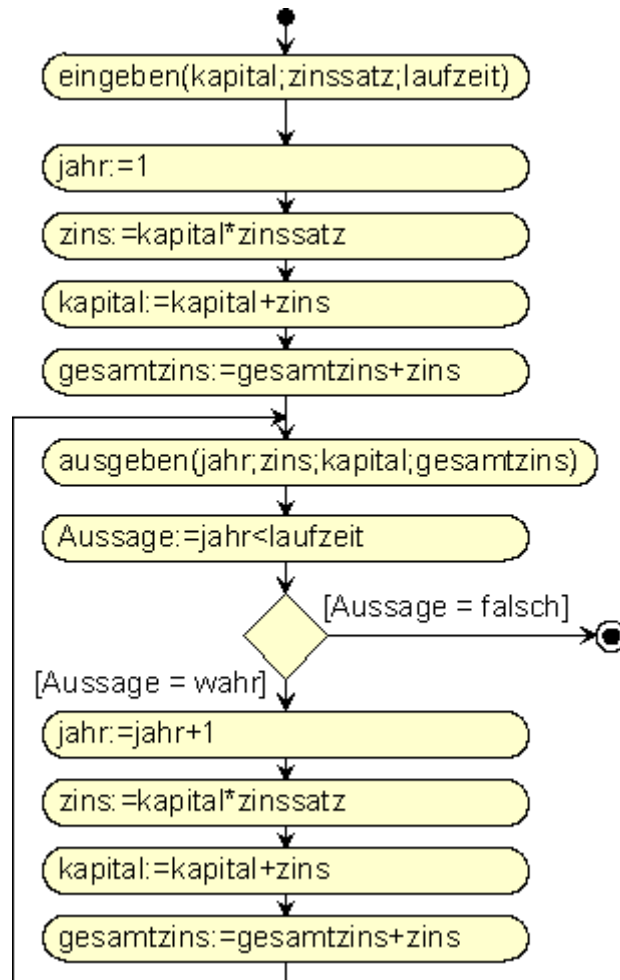 eingeben(kapital;zinssatz;laufzeit)
jahr:=1
zins:=kapital*zinssatz
kapital:=kapital+zins
gesamtzins:=gesamtzins+zins
ausgeben(jahr;zins;kapital;gesamtzins)
Aussage:=jahr<laufzeit
[Aussage = falsch]
[Aussage = wahr]
jahr:=jahr+1
zins:=kapital*zinssatz
kapital:=kapital+zins
gesamtzins:=gesamtzins+zins